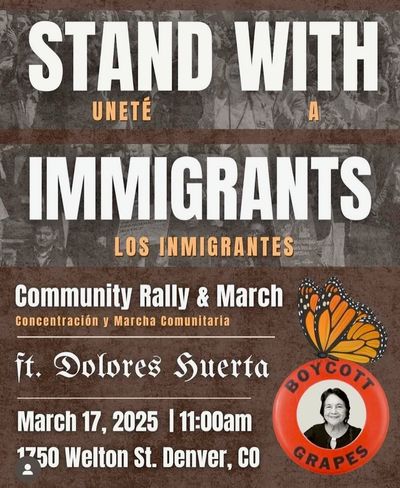 STAND WITH
UNETÉ A
IMMIGRANTS
LOS INMIGRANTES
Community Rally & March
Concentración y Marcha Comunitaria
ft. Dolores Huerta
BOYCOTT
GRAPES
March 17, 2025 | 11:00am
1750 Welton St. Denver, CO